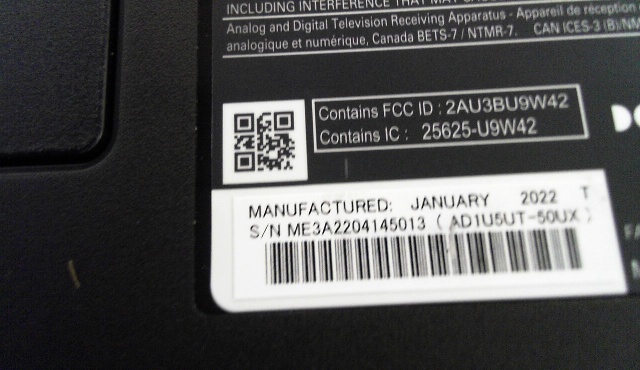 INCLUDING INTERFERENCE THAT MAY
Analog and Digital Television Receiving Apparatus - Appareil de réception
analogique et numérique, Canada BETS-7 / NTMR-7. CAN ICES-3 (B)/NM
Contains FCC ID : 2AU3BU9W42
Contains IC : 25625-U9W42
MANUFACTURED: JANUARY 2022 T
S/N ME3A2204145013 ( AD1U5UT-50UX )